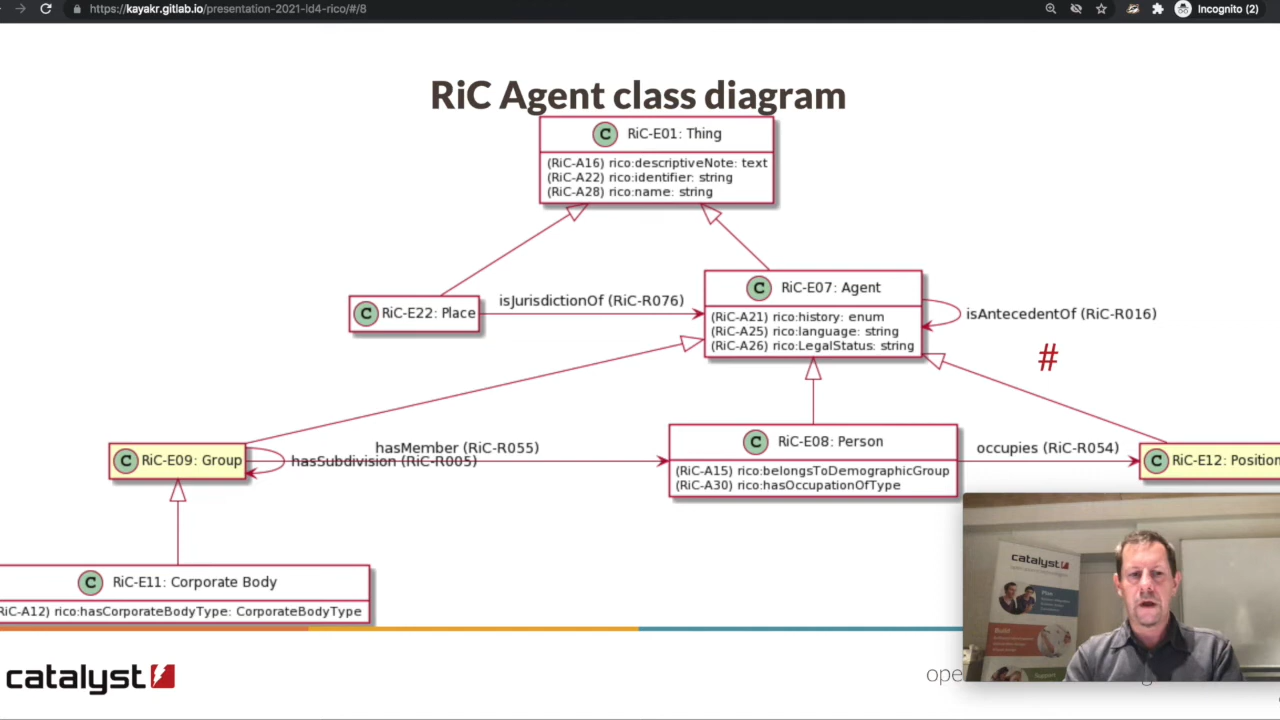 https://kayakr.gitlab.io/presentation-2021-ld4-rico/#/8
Incognito (2)
RiC Agent class diagram
C RiC-E01: Thing
(RiC-A16) rico:descriptiveNote: text
(RiC-A22) rico:identifier: string
(RiC-A28) rico:name: string
C RiC-E22: Place
isJurisdictionOf (RiC-R076)
C RiC-E07: Agent
(RiC-A21) rico:history: enum
(RiC-A25) rico:language: string
(RiC-A26) rico:LegalStatus: string
isAntecedentOf (RiC-R016)
#
C RiC-E09: Group
hasMember (RiC-R055)
hasSubdivision (RiC-R005)
C RiC-E08: Person
(RiC-A15) rico:belongsToDemographicGroup
(RiC-A30) rico:hasOccupationOfType
occupies (RiC-R054)
C RiC-E12: Position
C RiC-E11: Corporate Body
RiC-A12) rico:hasCorporateBodyType: CorporateBodyType
catalyst
ope
catalyst
Plan
Build
Support